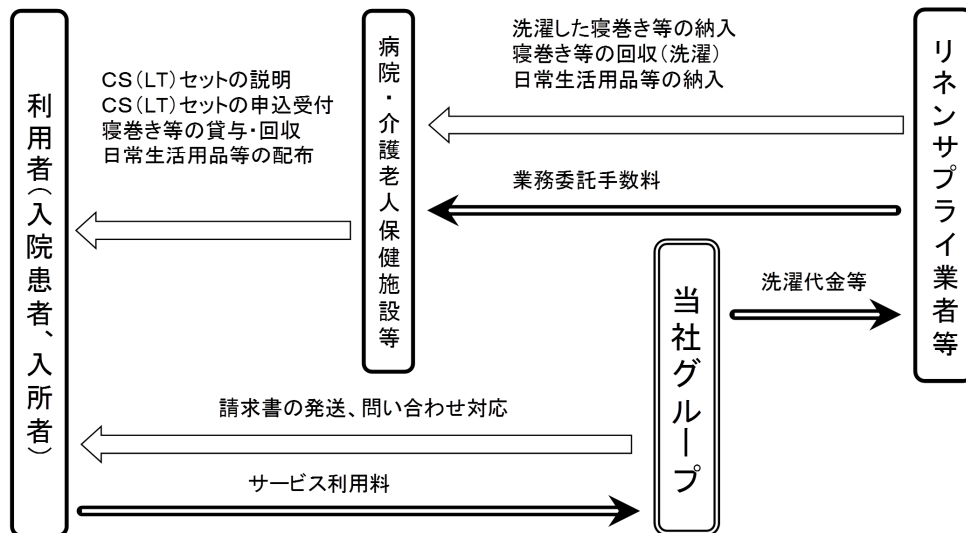 利用者(入院患者、入所者)
CS(LT)セットの説明
CS(LT)セットの申込受付
寝巻き等の貸与・回収
日常生活用品等の配布
病院・介護老人保健施設等
洗濯した寝巻き等の納入
寝巻き等の回収(洗濯)
日常生活用品等の納入
業務委託手数料
リネンサプライ業者等
当社グループ
洗濯代金等
請求書の発送、問い合わせ対応
サービス利用料